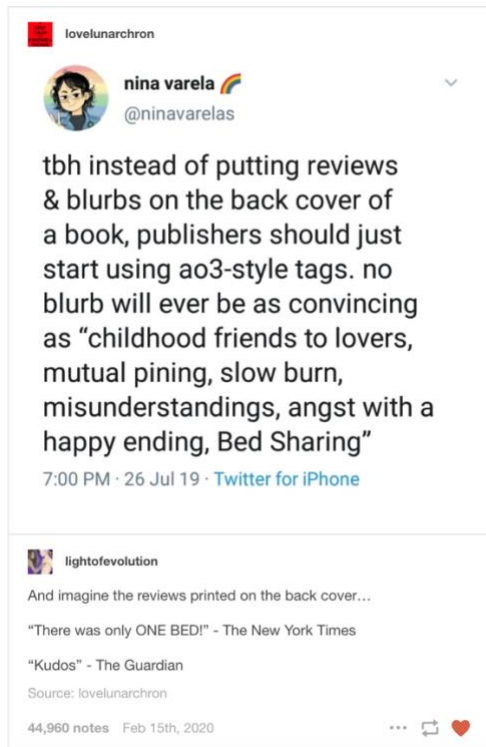 lovelunarchron
nina varela 🌈
@ninavarelas
tbh instead of putting reviews
& blurbs on the back cover of
a book, publishers should just
start using ao3-style tags. no
blurb will ever be as convincing
as “childhood friends to lovers,
mutual pining, slow burn,
misunderstandings, angst with a
happy ending, Bed Sharing”
7:00 PM · 26 Jul 19 · Twitter for iPhone
lightofevolution
And imagine the reviews printed on the back cover…
“There was only ONE BED!” - The New York Times
“Kudos” - The Guardian
Source: lovelunarchron
44,960 notes Feb 15th, 2020